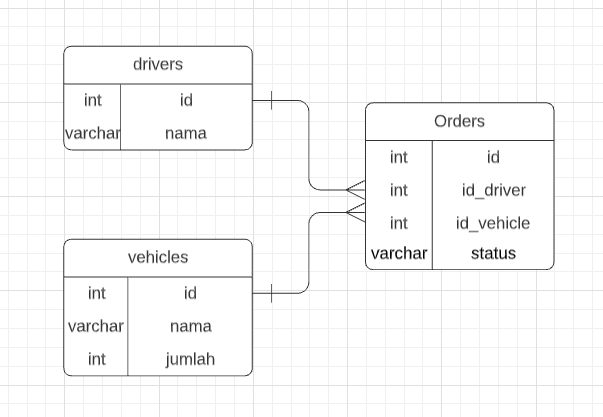 drivers
int id
varchar nama
vehicles
int id
varchar nama
int jumlah
Orders
int id
int id_driver
int id_vehicle
varchar status